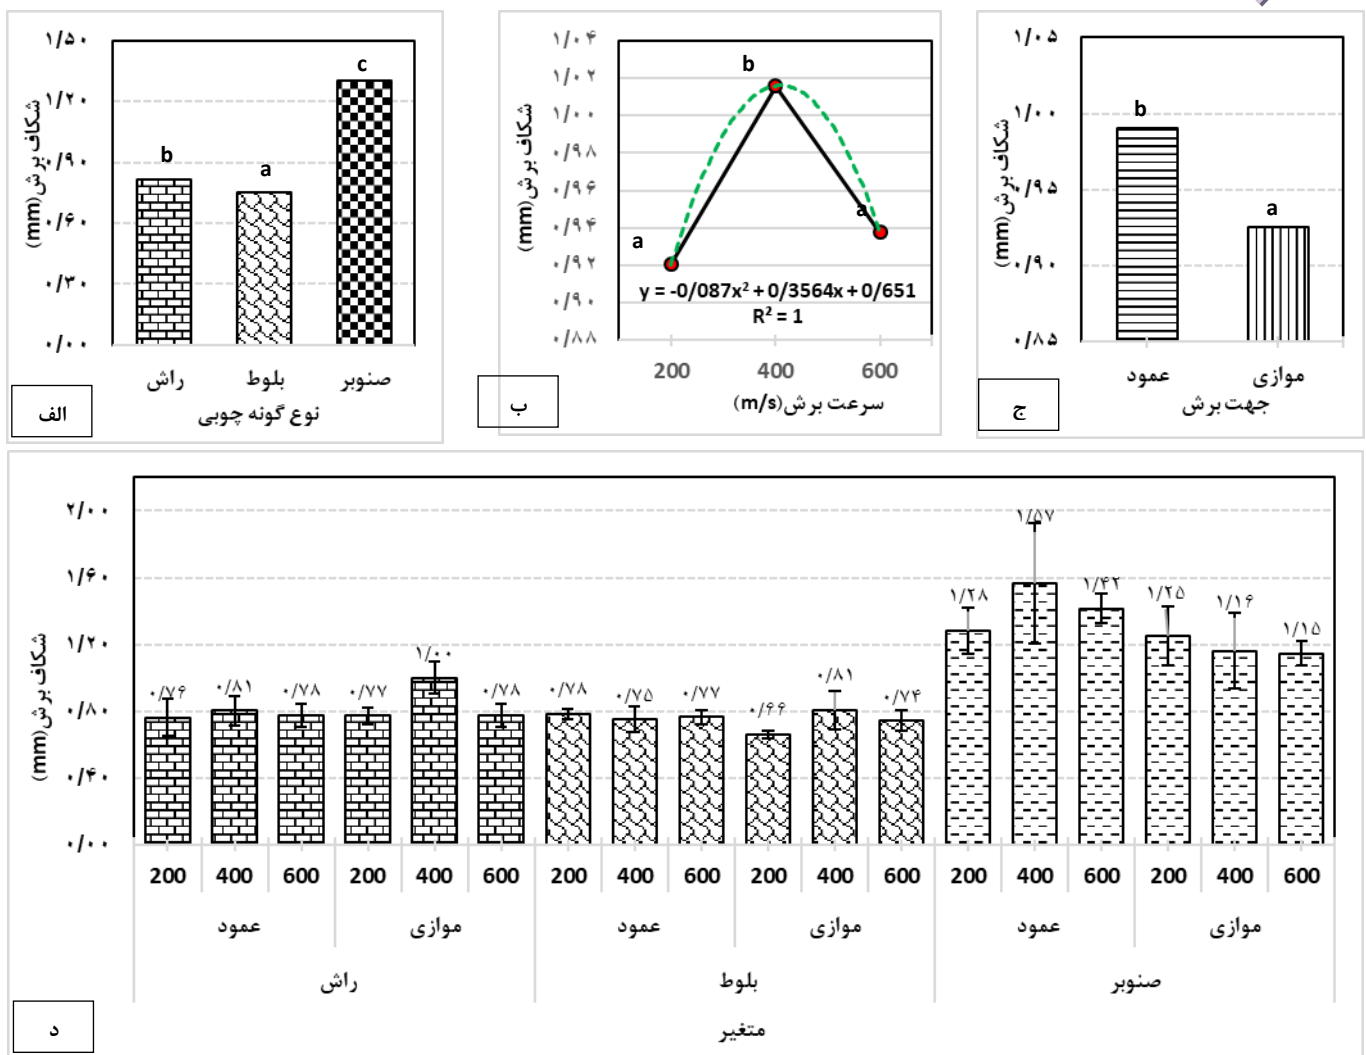 ۱/۵۰
۱/۲۰
۰/۹۰
۰/۶۰
۰/۳۰
۰/۰۰
شکاف برش(mm)
b
a
c
راش
بلوط
صنوبر
نوع گونه چوبی
الف
۱/۰۴
۱/۰۲
۱/۰۰
۰/۹۸
۰/۹۶
۰/۹۴
۰/۹۲
۰/۹۰
۰/۸۸
شکاف برش(mm)
a
b
a
y = -0/087x² + 0/3564x + 0/651
R² = 1
200
400
600
سرعت برش(m/s)
ب
۱/۰۵
۱/۰۰
۰/۹۵
۰/۹۰
۰/۸۵
شکاف برش(mm)
b
a
عمود
موازی
جهت برش
ج
۲/۰۰
۱/۶۰
۱/۲۰
۰/۸۰
۰/۴۰
۰/۰۰
شکاف برش(mm)
۰/۷۶
۰/۸۱
۰/۷۸
۰/۷۷
۱/۰۰
۰/۷۸
۰/۷۸
۰/۷۵
۰/۷۷
۰/۶۶
۰/۸۱
۰/۷۴
۱/۲۸
۱/۵۷
۱/۴۲
۱/۲۵
۱/۱۶
۱/۱۵
200 400 600 200 400 600 200 400 600 200 400 600 200 400 600 200 400 600
عمود موازی عمود موازی عمود موازی
راش بلوط صنوبر
متغیر
د